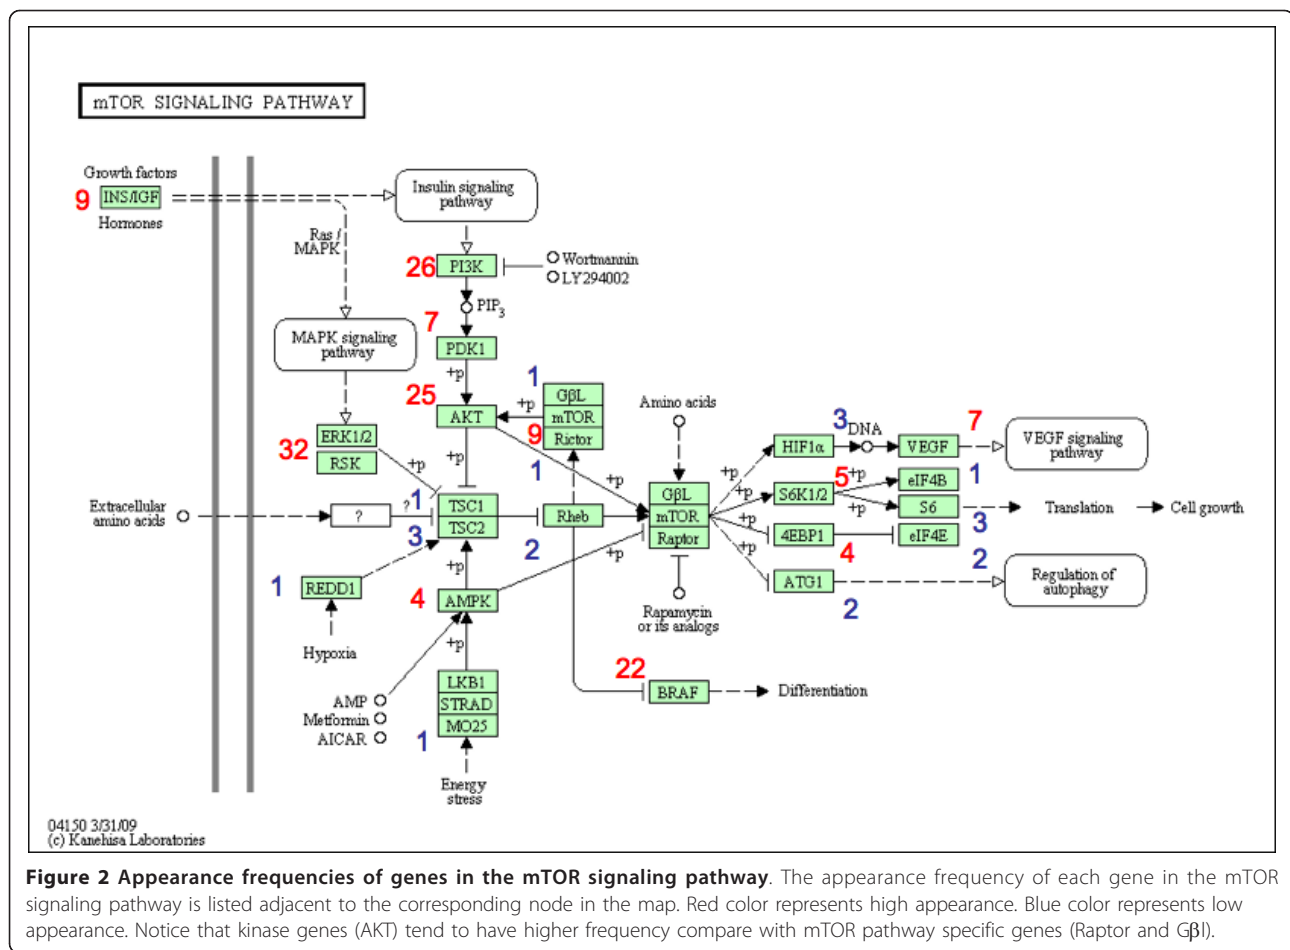 mTOR SIGNALING PATHWAY
Growth factors
9 INS/IGF
Hormones
Insulin signaling
pathway
Ras /
MAPK
26 PI3K
Wortmannin
LY294002
PIP3
MAPK signaling
pathway
7
PDK1
+p
25
AKT
+p
1
GβL
mTOR
9 Rictor
1
+p
32
ERK1/2
RSK
+p
Amino acids
3 DNA
HIF1α
VEGF
7
VEGF signaling
pathway
+p
+p
5
+p
+p
S6K1/2
eIF4B
1
S6
3
Translation
Cell growth
Extracellular
amino acids
?
?
1
TSC1
TSC2
3
+p
Rheb
2
GβL
mTOR
Raptor
+p
+p
4EBP1
4
eIF4E
2
+p
ATG1
2
Regulation of
autophagy
1
REDD1
Hypoxia
+p
4
AMPK
+p
+p
Rapamycin
or its analogs
22
BRAF
Differentiation
LKB1
STRAD
MO25
1
AMP
Metformin
AICAR
Energy
stress
04150 3/31/09
(c) Kanehisa Laboratories
Figure 2 Appearance frequencies of genes in the mTOR signaling pathway. The appearance frequency of each gene in the mTOR
signaling pathway is listed adjacent to the corresponding node in the map. Red color represents high appearance. Blue color represents low
appearance. Notice that kinase genes (AKT) tend to have higher frequency compare with mTOR pathway specific genes (Raptor and Gβl).